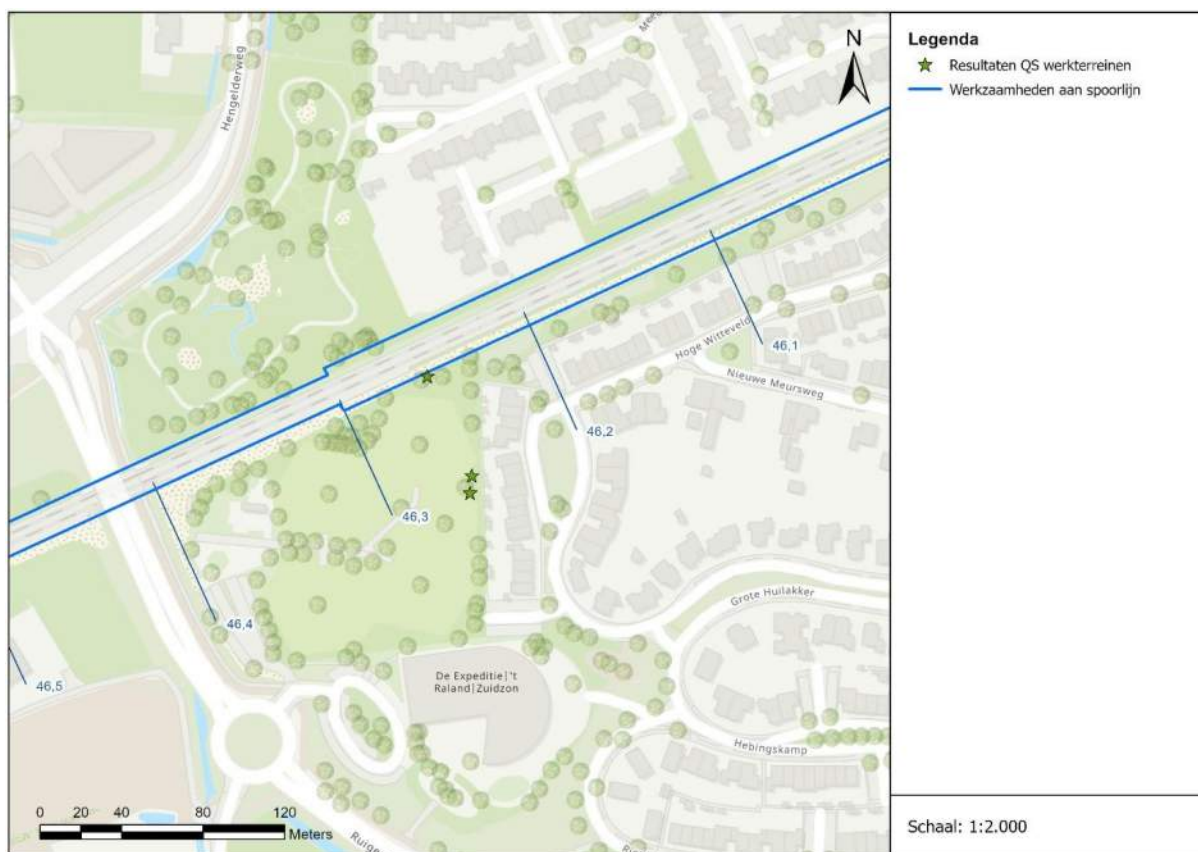 Legenda
Resultaten QS werkterreinen
Werkzaamheden aan spoorlijn
N
Hengelderweg
46,1
Hoge Witteveld
Nieuwe Meursweg
46,2
46,3
Grote Huilakker
46,4
De Expeditie|'t
Raland|Zuidzon
46,5
Hebingskamp
0 20 40 80 120
Meters
Schaal: 1:2.000